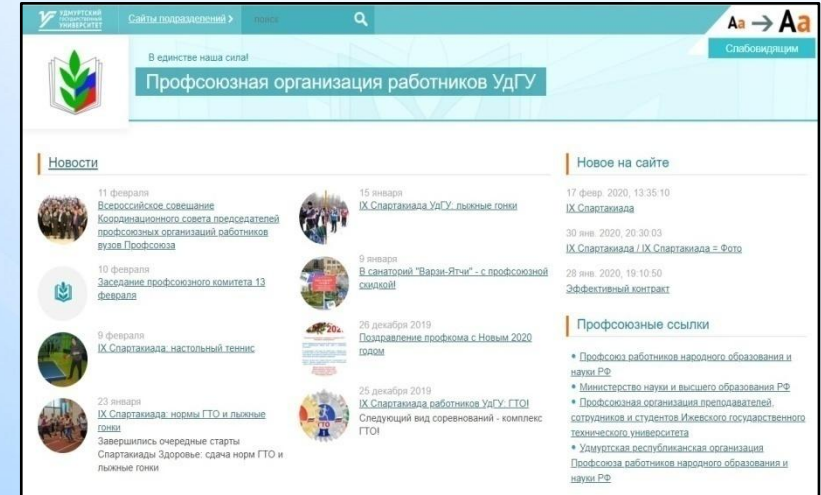 УДМУРТСКИЙ
ГОСУДАРСТВЕННЫЙ
УНИВЕРСИТЕТ
Сайты подразделений >
поиск
Aa → Aa
Слабовидящим
В единстве наша сила!
Профсоюзная организация работников УдГУ
Новости
11 февраля
Всероссийское совещание
Координационного совета председателей
профсоюзных организаций работников
вузов Профсоюза
10 февраля
Заседание профсоюзного комитета 13
февраля
9 февраля
IX Спартакиада: настольный теннис
23 января
IX Спартакиада: нормы ГТО и лыжные
гонки
Завершились очередные старты
Спартакиады Здоровье: сдача норм ГТО и
лыжные гонки
15 января
IX Спартакиада УдГУ: лыжные гонки
9 января
В санаторий "Варзи-Ятчи" - с профсоюзной
скидкой!
26 декабря 2019
Поздравление профкома с Новым 2020
годом
25 декабря 2019
IX Спартакиада работников УдГУ: ГТО!
Следующий вид соревнований - комплекс
ГТО!
ГТО
Новое на сайте
17 февр. 2020, 13:35:10
IX Спартакиада
30 янв. 2020, 20:30:03
IX Спартакиада / IX Спартакиада = Фото
28 янв. 2020, 19:10:50
Эффективный контракт
Профсоюзные ссылки
• Профсоюз работников народного образования и
науки РФ
• Министерство науки и высшего образования РФ
• Профсоюзная организация преподавателей,
сотрудников и студентов Ижевского государственного
технического университета
• Удмуртская республиканская организация
Профсоюза работников народного образования и
науки РФ